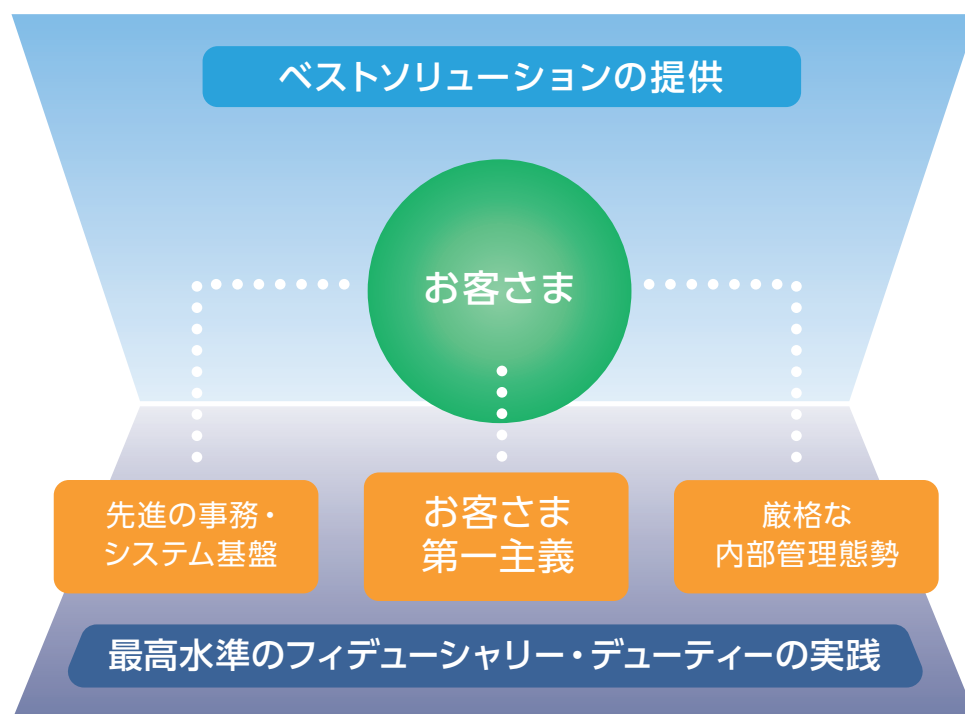 ベストソリューションの提供
お客さま
先進の事務・
システム基盤
お客さま
第一主義
厳格な
内部管理態勢
最高水準のフィデューシャリー・デューティーの実践